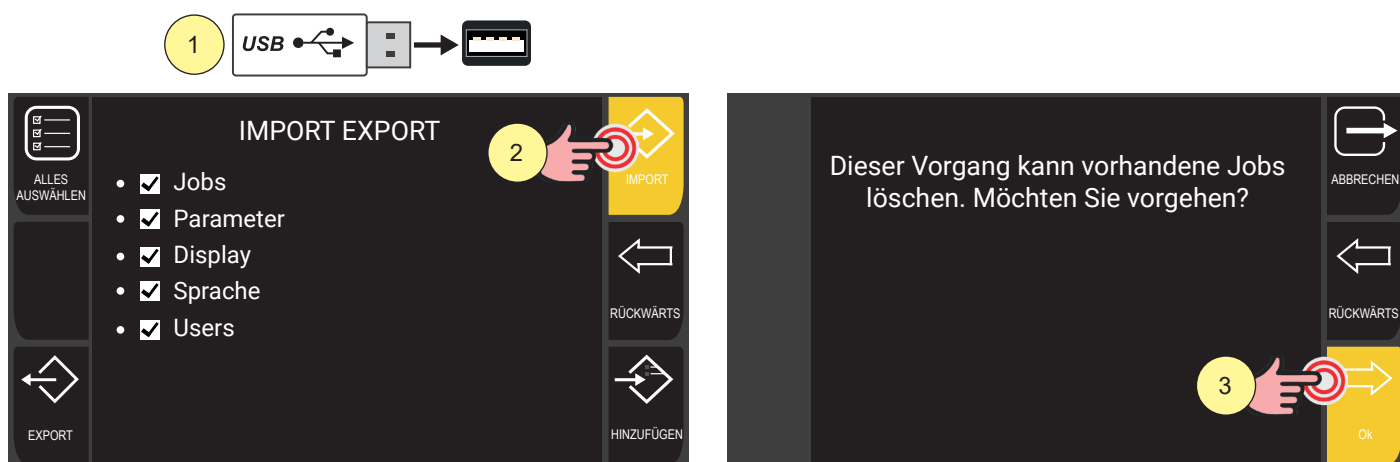 1
USB
IMPORT EXPORT
2
ALLES
AUSWÄHLEN
IMPORT
Jobs
Parameter
Display
Sprache
Users
RÜCKWÄRTS
EXPORT
HINZUFÜGEN
Dieser Vorgang kann vorhandene Jobs
löschen. Möchten Sie vorgehen?
ABBRECHEN
RÜCKWÄRTS
3
Ok